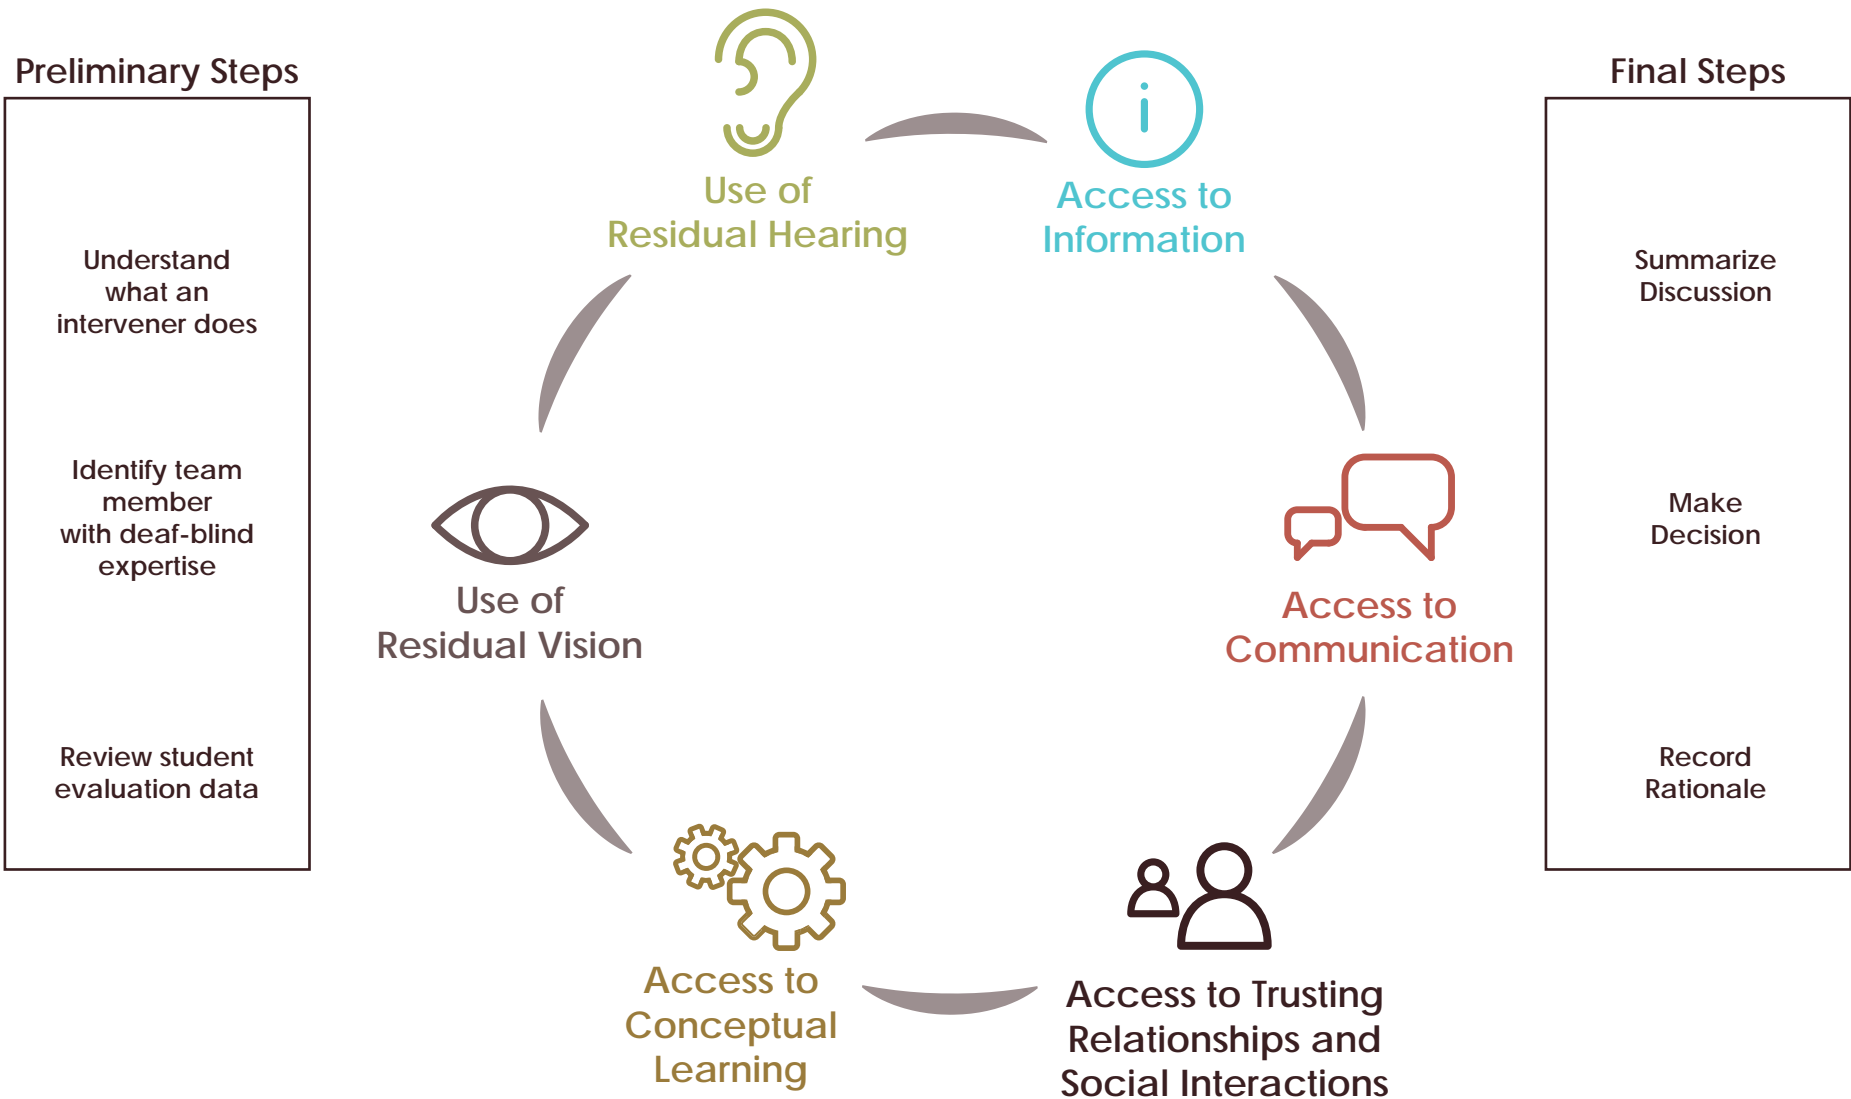 Preliminary Steps
Understand
what an
intervener does
Identify team
member
with deaf-blind
expertise
Review student
evaluation data
Use of
Residual Hearing
i
Access to
Information
Use of
Residual Vision
Access to
Communication
Access to
Conceptual
Learning
Access to Trusting
Relationships and
Social Interactions
Final Steps
Summarize
Discussion
Make
Decision
Record
Rationale